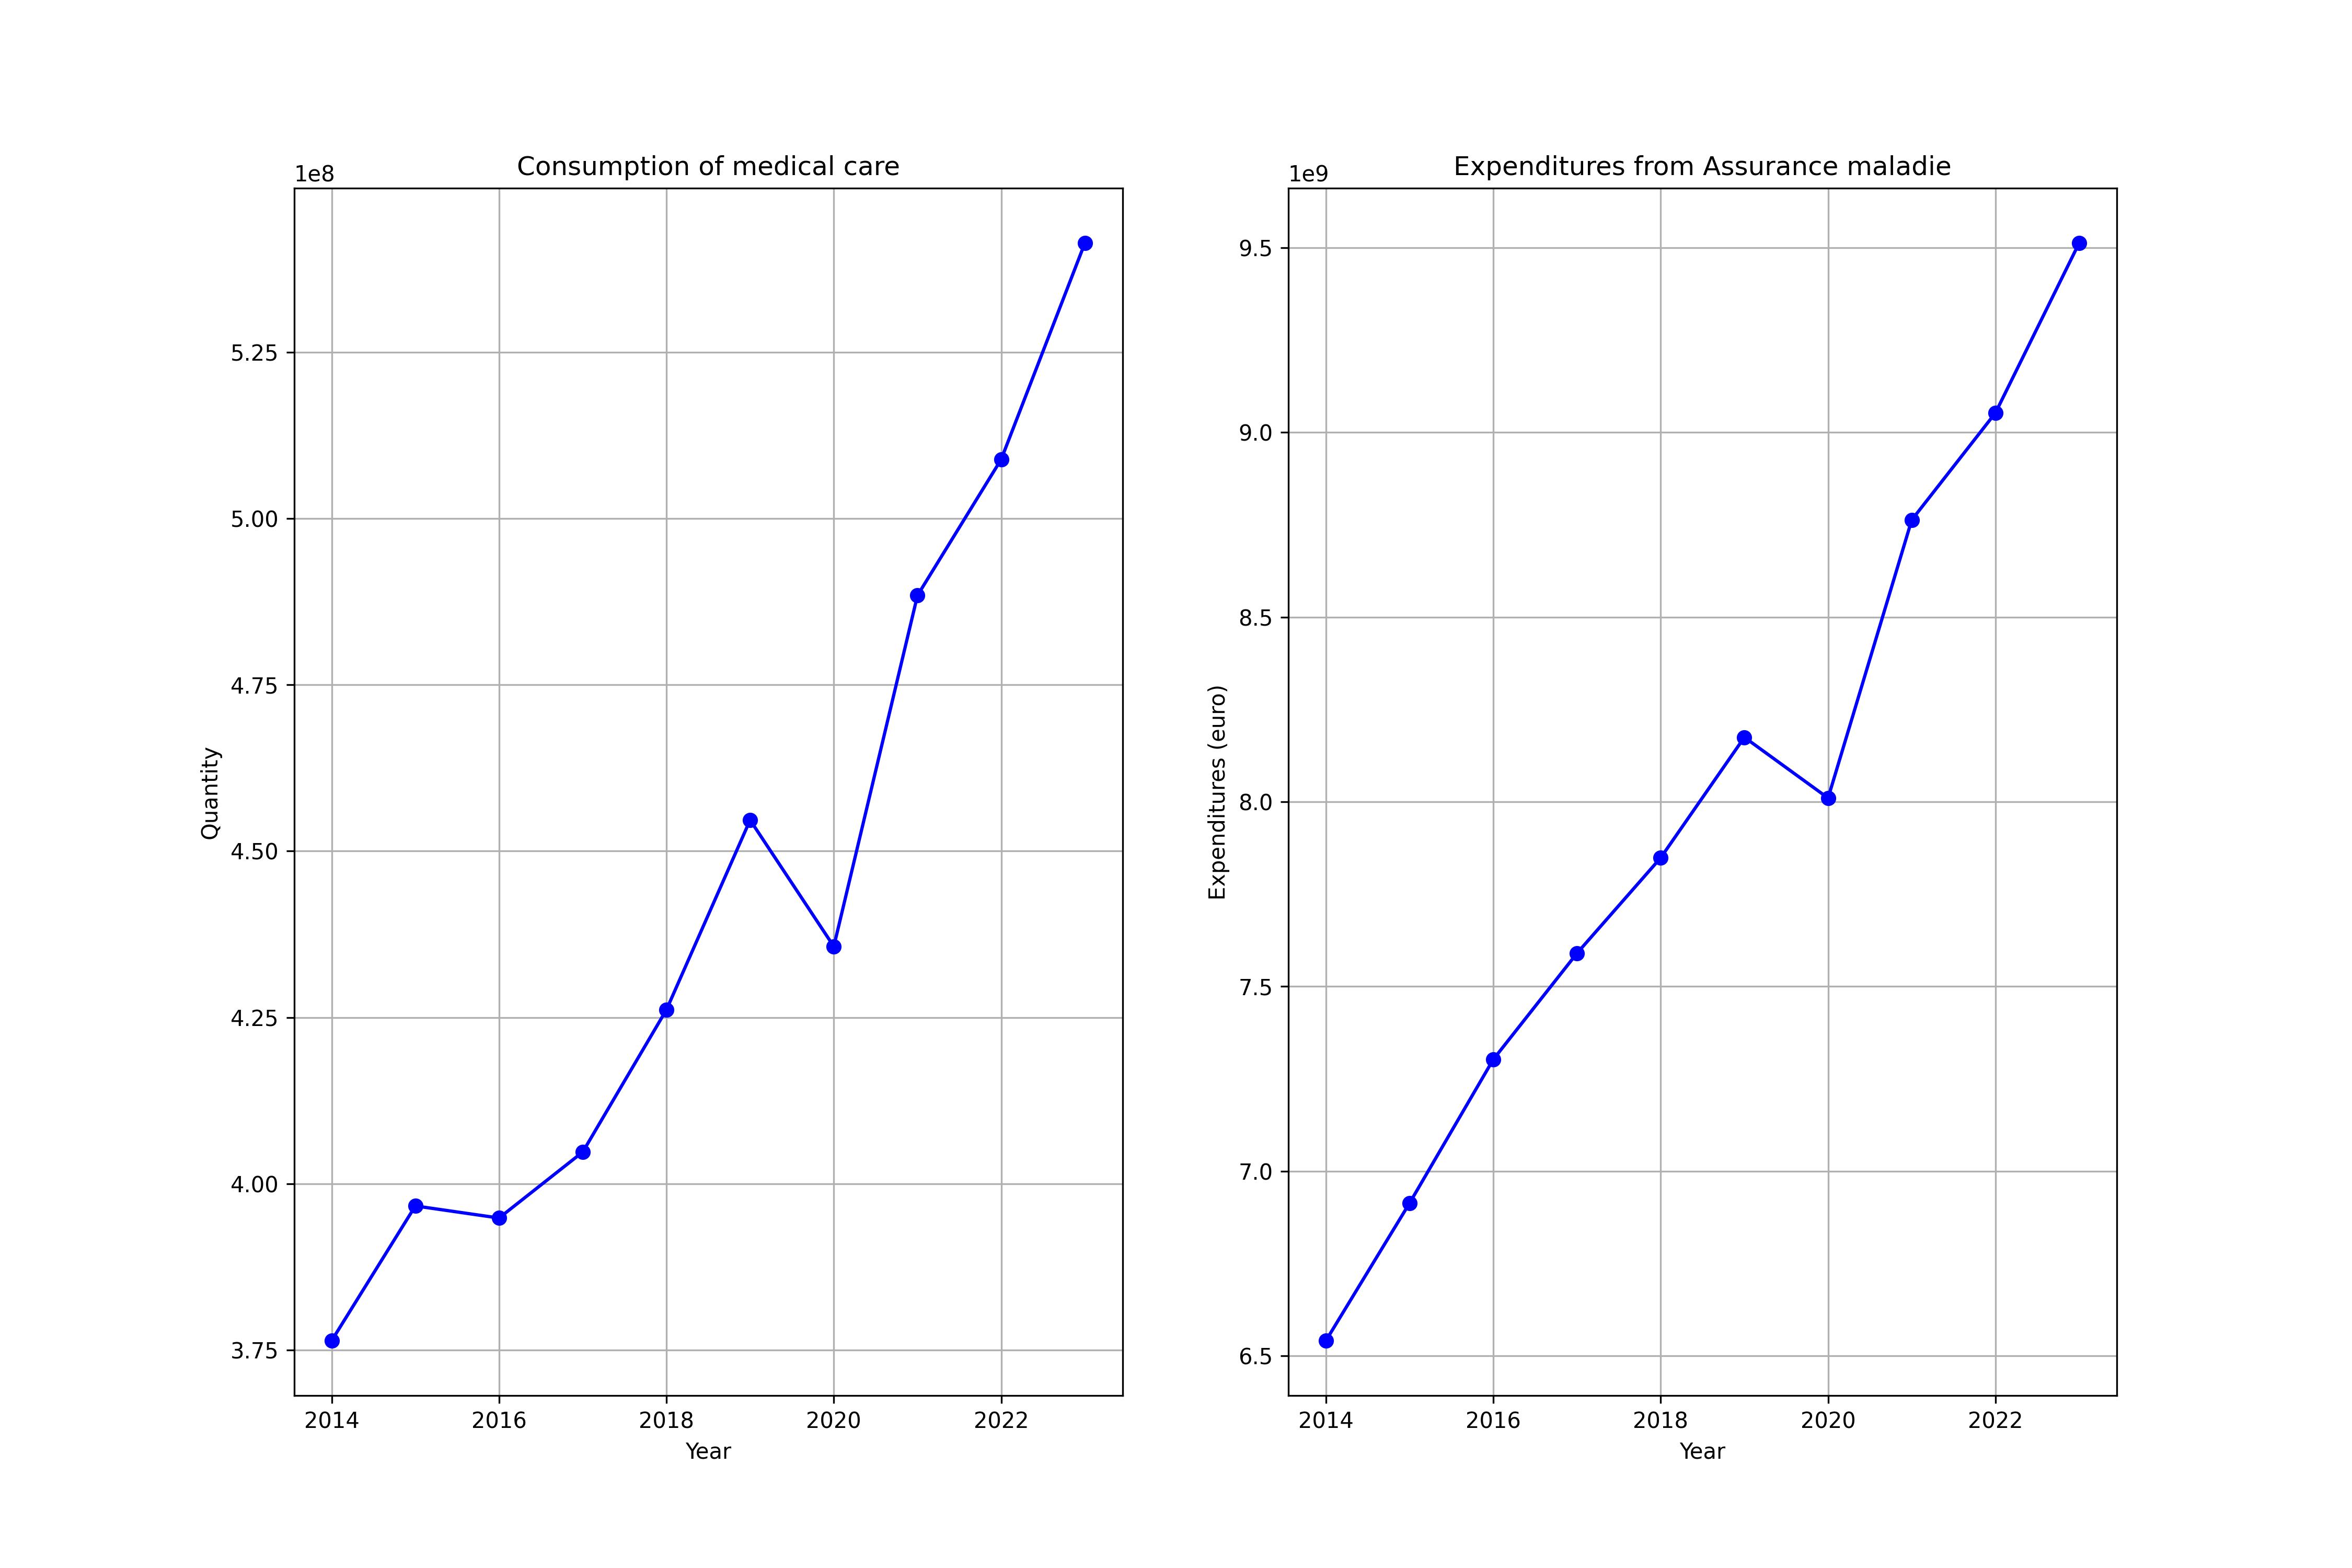 Consumption of medical care
1e8
5.25
5.00
4.75
4.50
4.25
4.00
3.75
Quantity
2014 2016 2018 2020 2022
Year
Expenditures from Assurance maladie
1e9
9.5
9.0
8.5
8.0
7.5
7.0
6.5
Expenditures (euro)
2014 2016 2018 2020 2022
Year